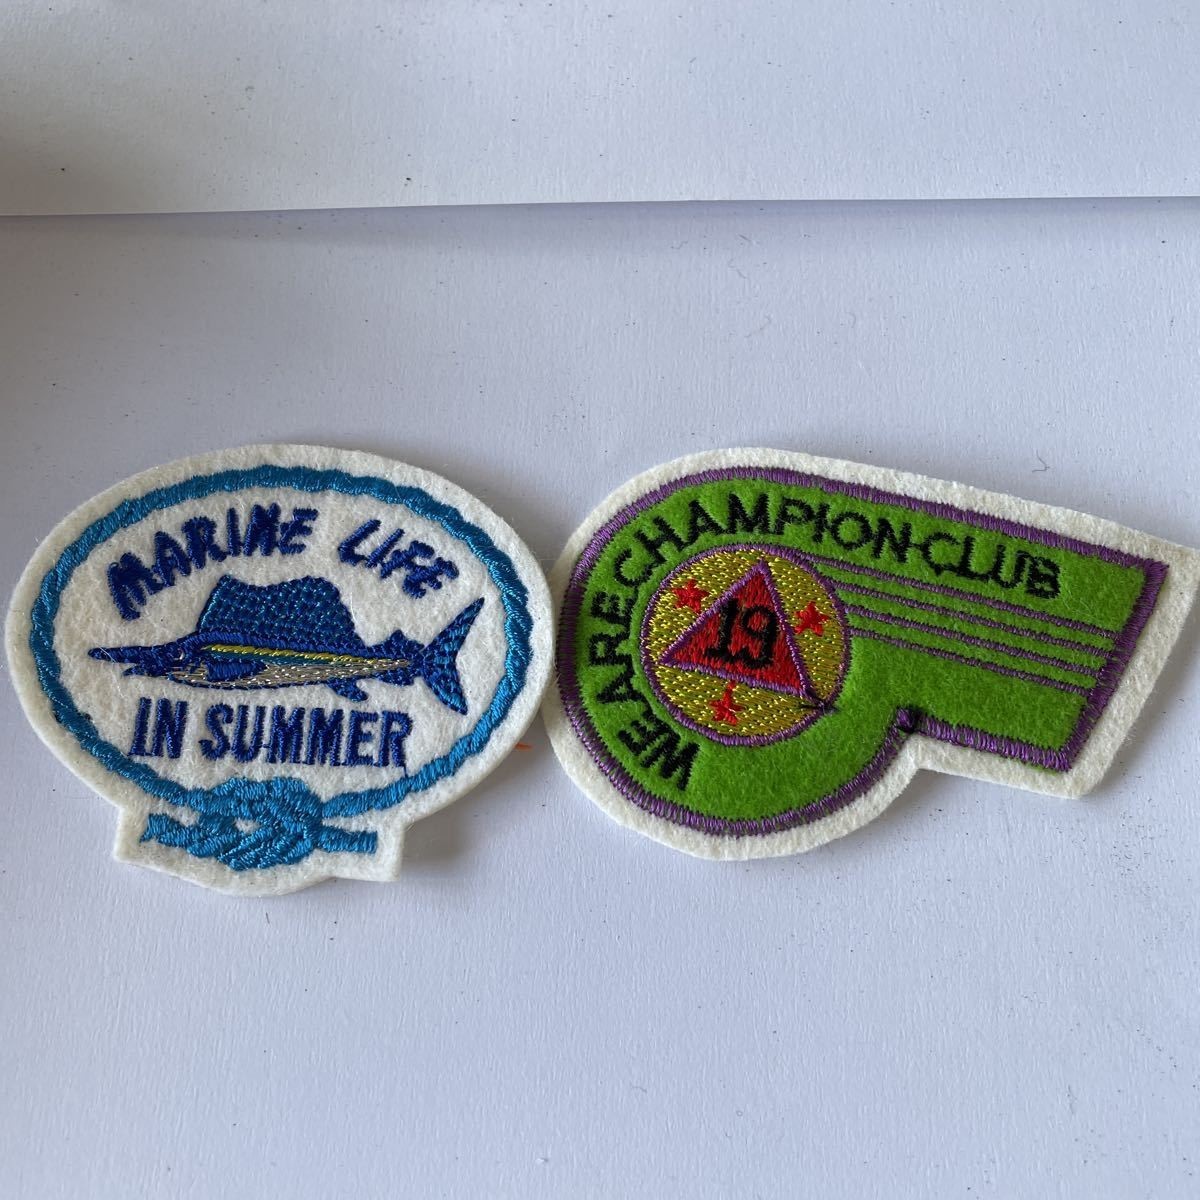 MARINE LIFE
IN SUMMER
WE ARE CHAMPION-CLUB
19